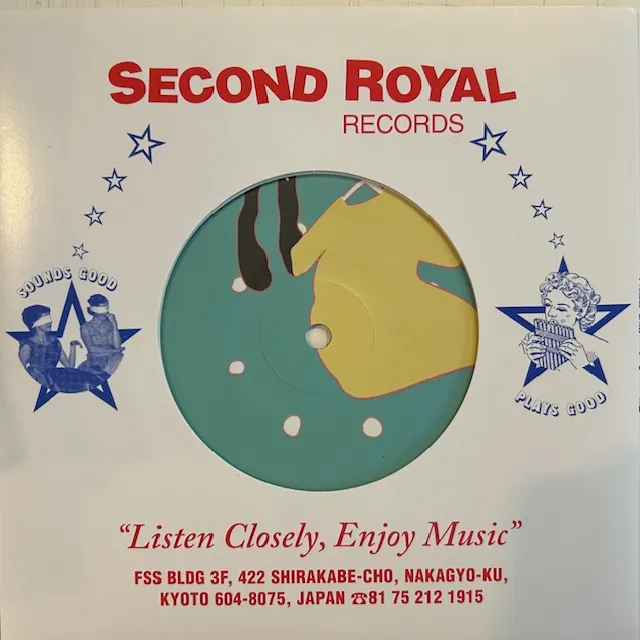 SECOND ROYAL
RECORDS
SOUNDS GOOD
PLAYS GOOD
“Listen Closely, Enjoy Music”
FSS BLDG 3F, 422 SHIRAKABE-CHO, NAKAGYO-KU,
KYOTO 604-8075, JAPAN ☎81 75 212 1915